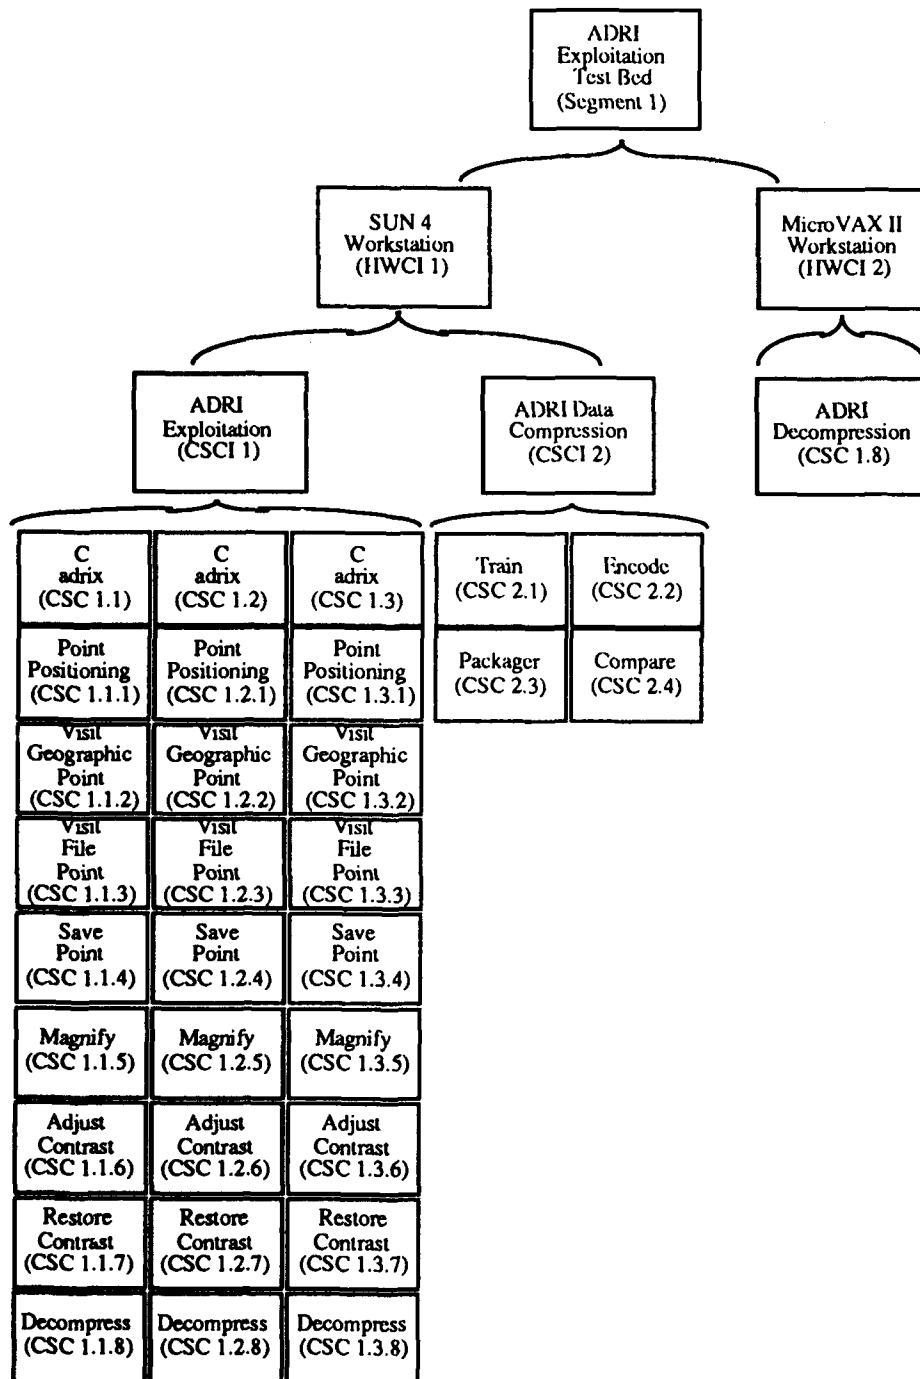 ADRI
Exploitation
Test Bed
(Segment 1)
SUN 4
Workstation
(HWCI 1)
MicroVAX II
Workstation
(HWCI 2)
ADRI
Exploitation
(CSCI 1)
ADRI Data
Compression
(CSCI 2)
ADRI
Decompression
(CSC 1.8)
C
adrix
(CSC 1.1)
C
adrix
(CSC 1.2)
C
adrix
(CSC 1.3)
Train
(CSC 2.1)
Encode
(CSC 2.2)
Point
Positioning
(CSC 1.1.1)
Point
Positioning
(CSC 1.2.1)
Point
Positioning
(CSC 1.3.1)
Packager
(CSC 2.3)
Compare
(CSC 2.4)
Visit
Geographic
Point
(CSC 1.1.2)
Visit
Geographic
Point
(CSC 1.2.2)
Visit
Geographic
Point
(CSC 1.3.2)
Visit
File
Point
(CSC 1.1.3)
Visit
File
Point
(CSC 1.2.3)
Visit
File
Point
(CSC 1.3.3)
Save
Point
(CSC 1.1.4)
Save
Point
(CSC 1.2.4)
Save
Point
(CSC 1.3.4)
Magnify
(CSC 1.1.5)
Magnify
(CSC 1.2.5)
Magnify
(CSC 1.3.5)
Adjust
Contrast
(CSC 1.1.6)
Adjust
Contrast
(CSC 1.2.6)
Adjust
Contrast
(CSC 1.3.6)
Restore
Contrast
(CSC 1.1.7)
Restore
Contrast
(CSC 1.2.7)
Restore
Contrast
(CSC 1.3.7)
Decompress
(CSC 1.1.8)
Decompress
(CSC 1.2.8)
Decompress
(CSC 1.3.8)